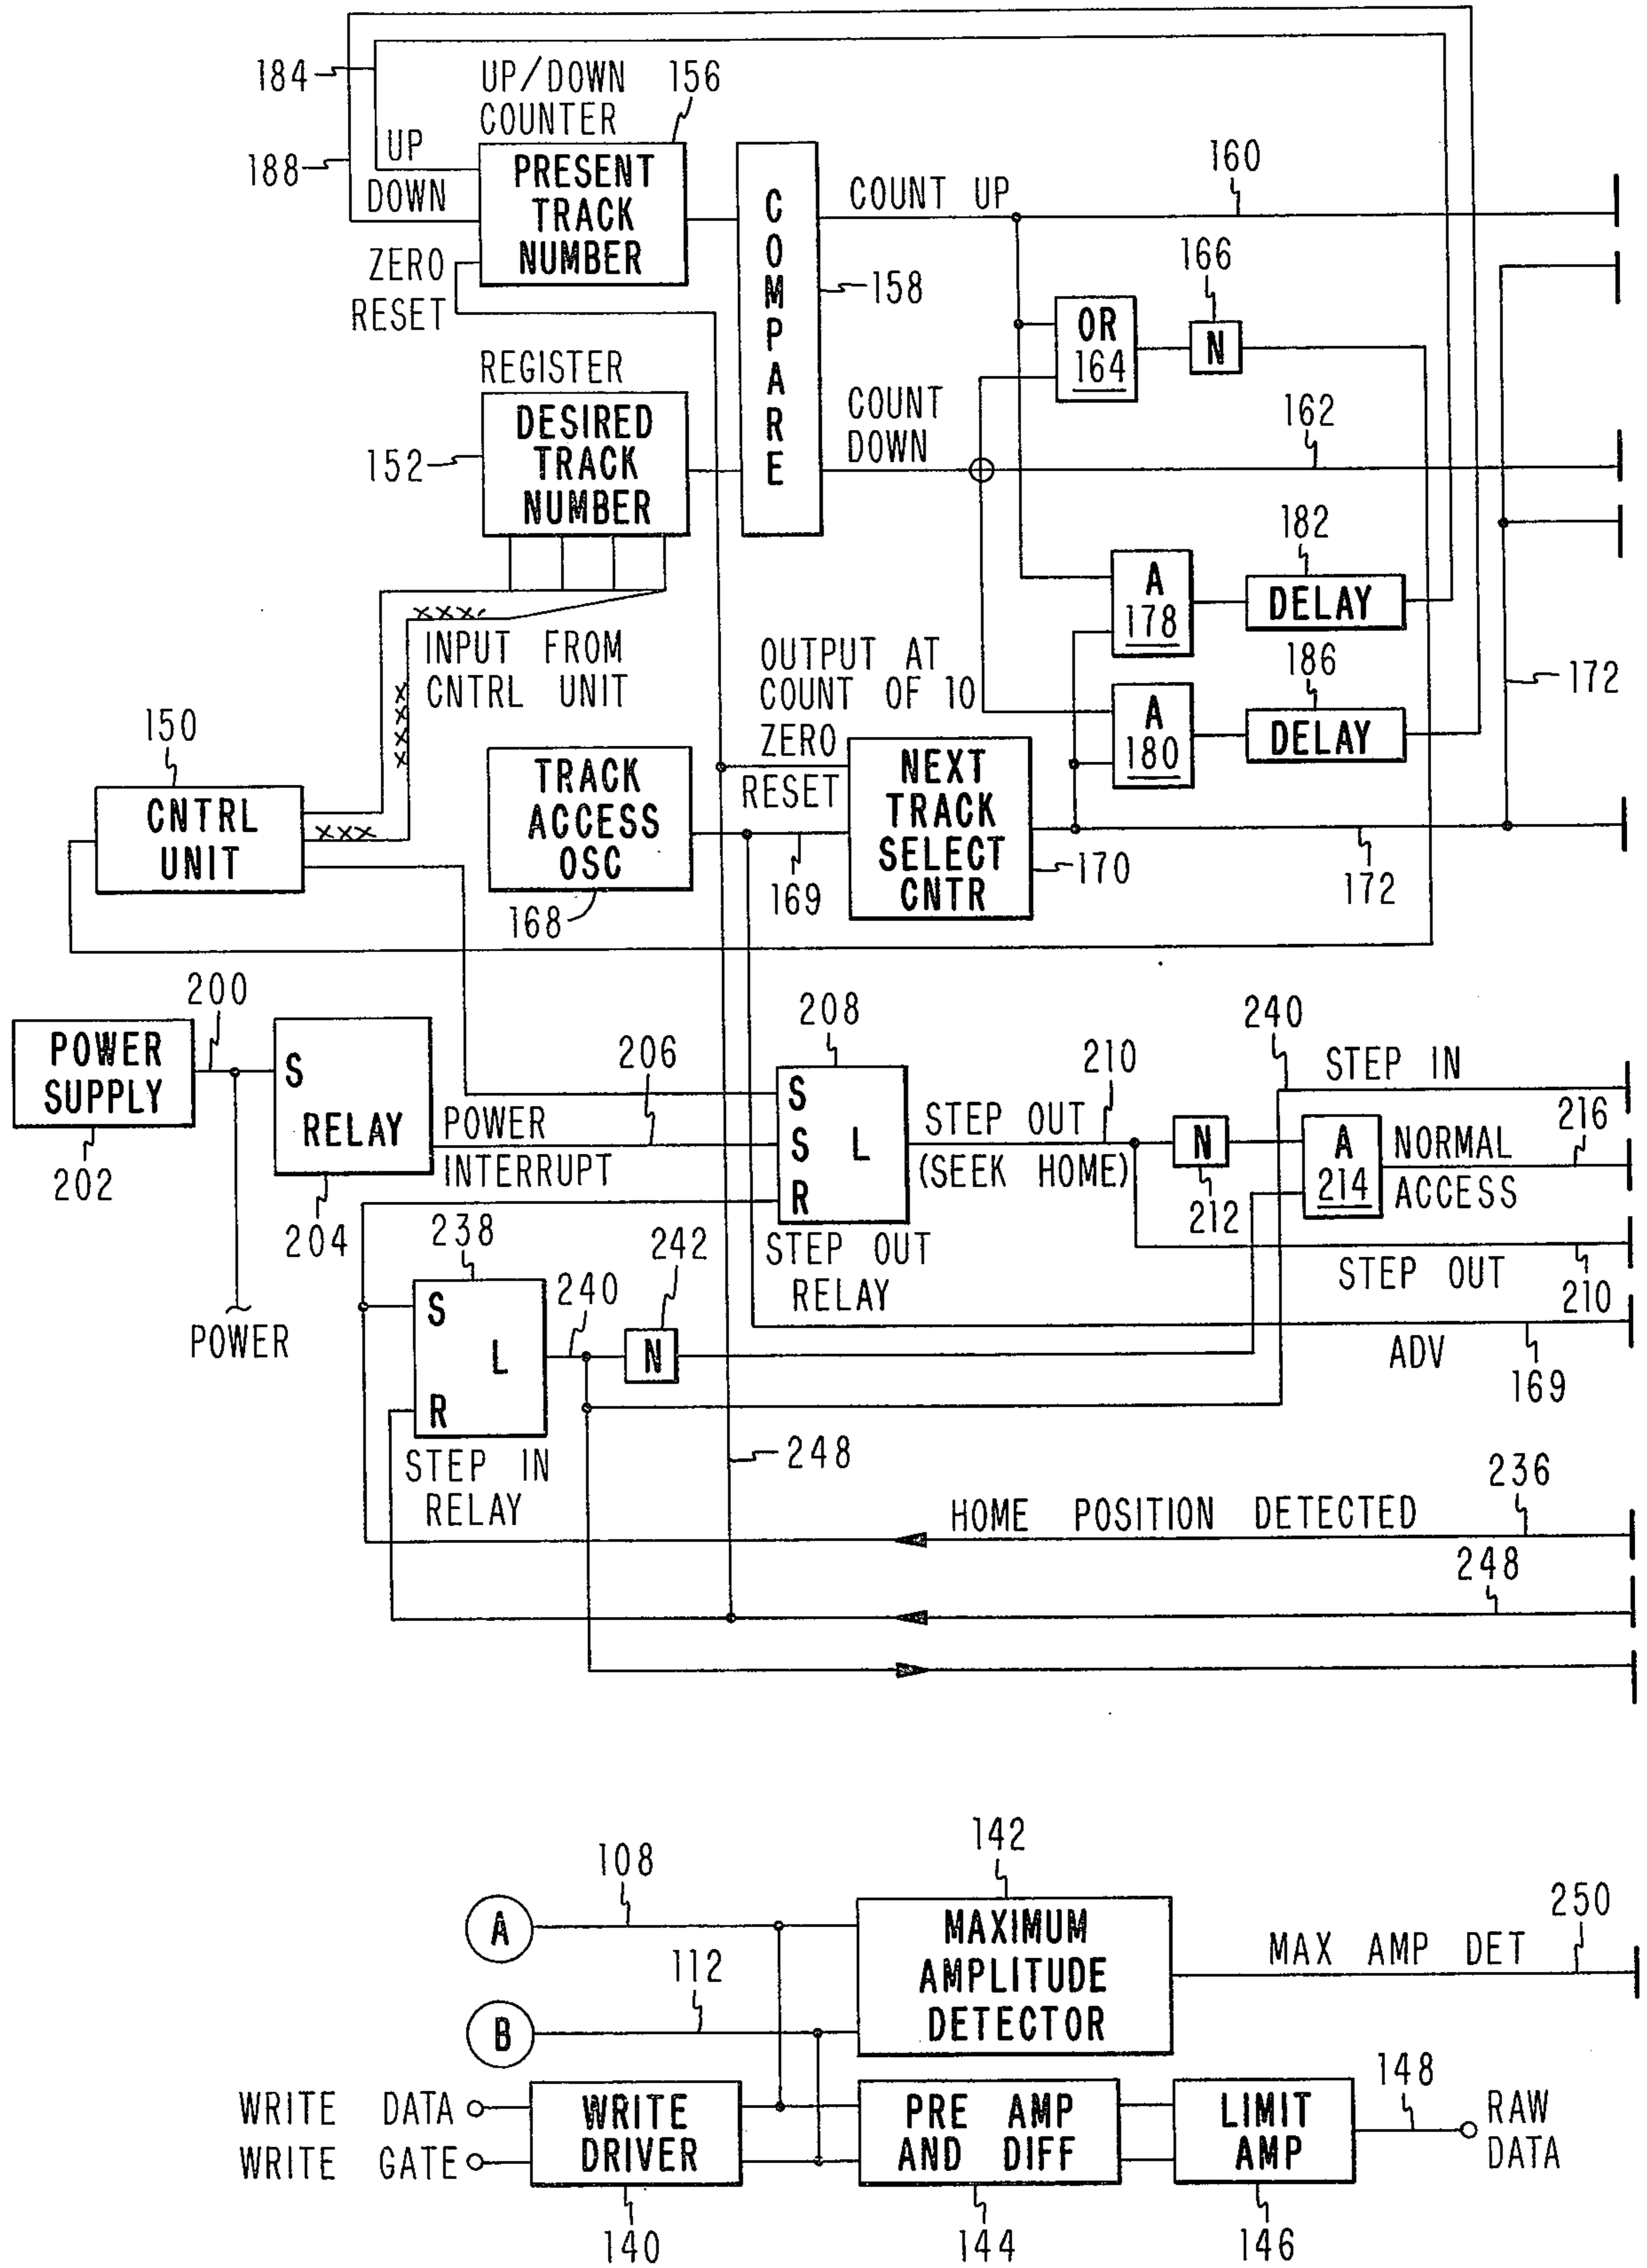 184
UP/DOWN
COUNTER
156
UP
188
DOWN
PRESENT
TRACK
NUMBER
ZERO
RESET
COMPARE
158
COUNT UP
160
166
OR
164
N
REGISTER
DESIRED
TRACK
NUMBER
152
COUNT
DOWN
162
182
A
178
DELAY
186
A
180
DELAY
172
xxx
INPUT FROM
CNTRL UNIT
xxxx
OUTPUT AT
COUNT OF 10
ZERO
RESET
150
CNTRL
UNIT
xxx
TRACK
ACCESS
OSC
168
169
NEXT
TRACK
SELECT
CNTR
170
172
200
POWER
SUPPLY
202
S
RELAY
204
POWER
INTERRUPT
206
208
S
S L
R
STEP OUT
RELAY
STEP OUT
(SEEK HOME)
210
N
212
240
STEP IN
A
214
NORMAL
ACCESS
216
STEP OUT
210
POWER
238
S
L
R
STEP IN
RELAY
240
242
N
ADV
169
248
HOME POSITION DETECTED
236
248
108
A
142
MAXIMUM
AMPLITUDE
DETECTOR
MAX AMP DET
250
112
B
WRITE DATA
WRITE GATE
WRITE
DRIVER
140
PRE AMP
AND DIFF
144
LIMIT
AMP
146
148
RAW
DATA